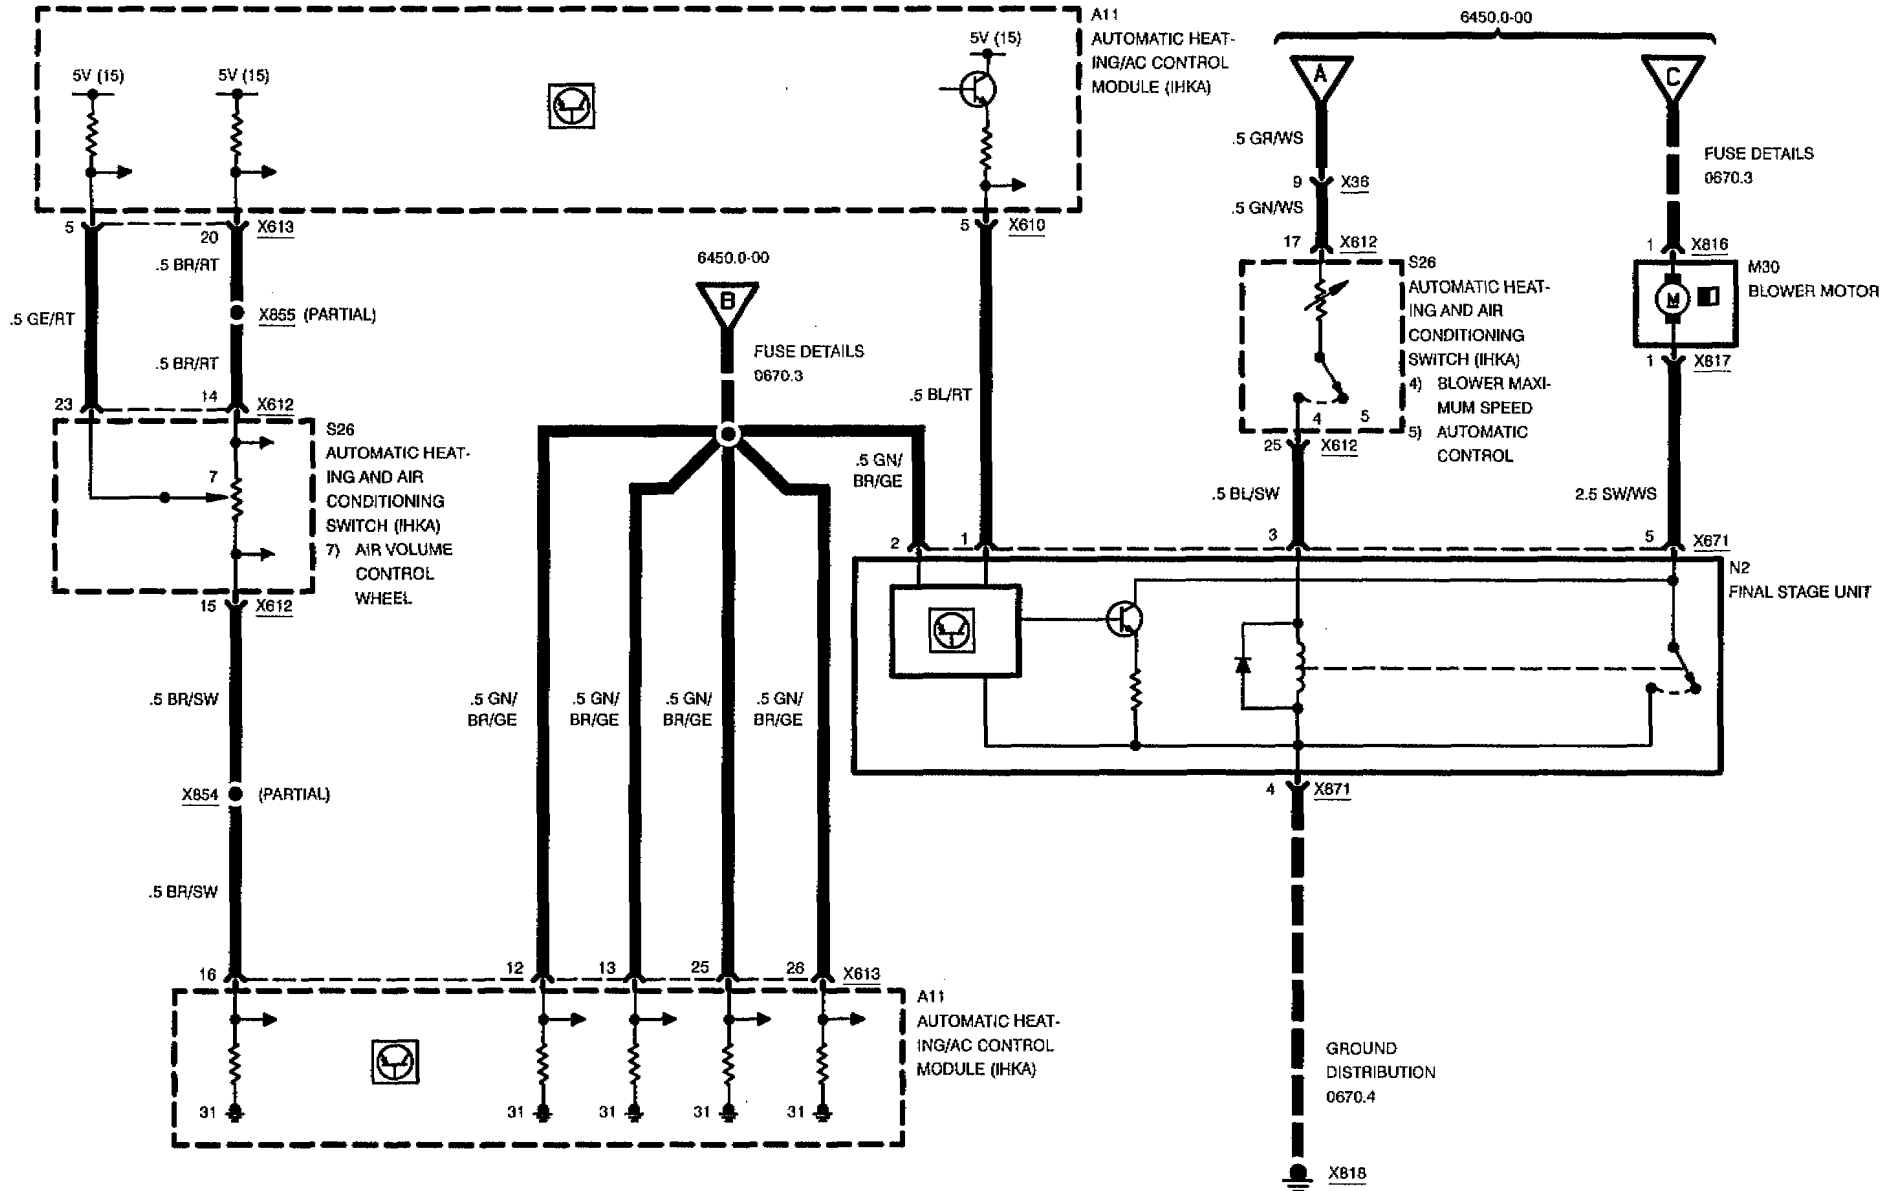 A11
AUTOMATIC HEAT-
ING/AC CONTROL
MODULE (IHKA)
5V (15)
5V (15)
5V (15)
6450.0-00
A
C
.5 GR/WS
9
X36
.5 GN/WS
17
X612
FUSE DETAILS
0670.3
1
X816
5
20
X613
5
X610
.5 BR/RT
X855 (PARTIAL)
.5 GE/RT
.5 BR/RT
23
14
X612
6450.0-00
B
FUSE DETAILS
0670.3
.5 BL/RT
S26
AUTOMATIC HEAT-
ING AND AIR
CONDITIONING
SWITCH (IHKA)
4) BLOWER MAXI-
MUM SPEED
5) AUTOMATIC
CONTROL
4
5
25
X612
M30
BLOWER MOTOR
M
1
X817
S26
AUTOMATIC HEAT-
ING AND AIR
CONDITIONING
SWITCH (IHKA)
7) AIR VOLUME
CONTROL
WHEEL
7
15
X612
.5 GN/
BR/GE
.5 BL/SW
2.5 SW/WS
2
1
3
5
X671
N2
FINAL STAGE UNIT
.5 BR/SW
.5 GN/
BR/GE
.5 GN/
BR/GE
.5 GN/
BR/GE
.5 GN/
BR/GE
X854
(PARTIAL)
4
X871
.5 BR/SW
16
12
13
25
26
X613
A11
AUTOMATIC HEAT-
ING/AC CONTROL
MODULE (IHKA)
31
31
31
31
31
GROUND
DISTRIBUTION
0670.4
X818